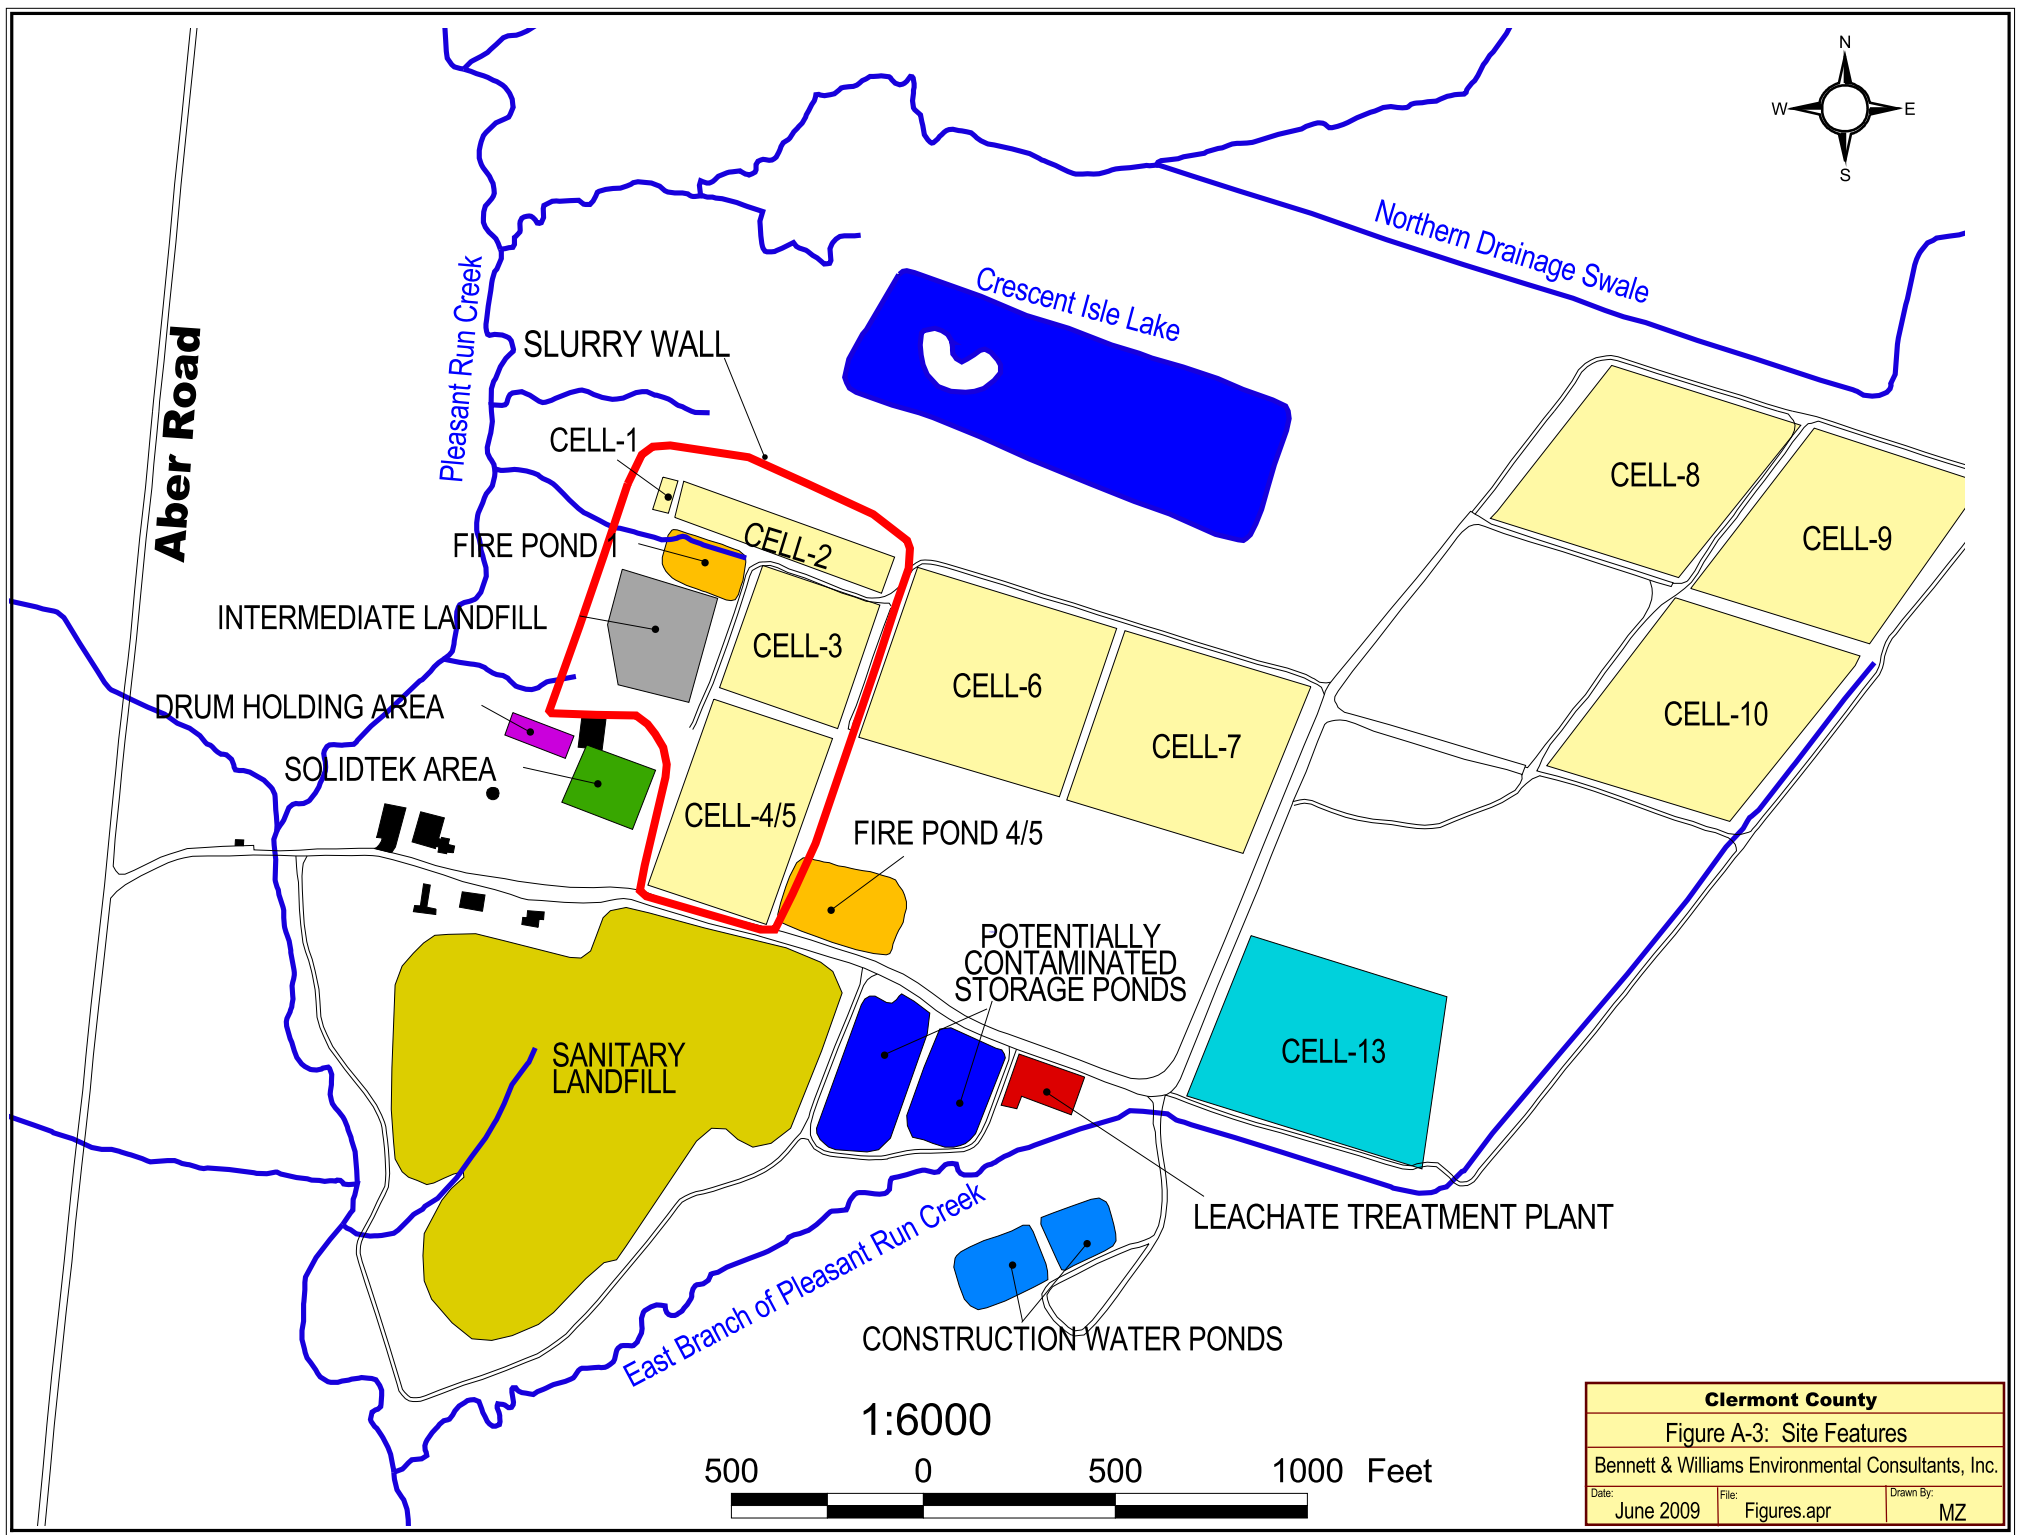 N
W
E
S
Northern Drainage Swale
Crescent Isle Lake
Pleasant Run Creek
Aber Road
SLURRY WALL
CELL-1
CELL-2
FIRE POND 1
INTERMEDIATE LANDFILL
CELL-3
DRUM HOLDING AREA
SOLIDTEK AREA
CELL-4/5
CELL-6
CELL-7
CELL-8
CELL-9
CELL-10
FIRE POND 4/5
POTENTIALLY
CONTAMINATED
STORAGE PONDS
CELL-13
SANITARY
LANDFILL
LEACHATE TREATMENT PLANT
East Branch of Pleasant Run Creek
CONSTRUCTION WATER PONDS
1:6000
500 0 500 1000 Feet
Clermont County
Figure A-3: Site Features
Bennett & Williams Environmental Consultants, Inc.
Date: June 2009
File: Figures.apr
Drawn By: MZ